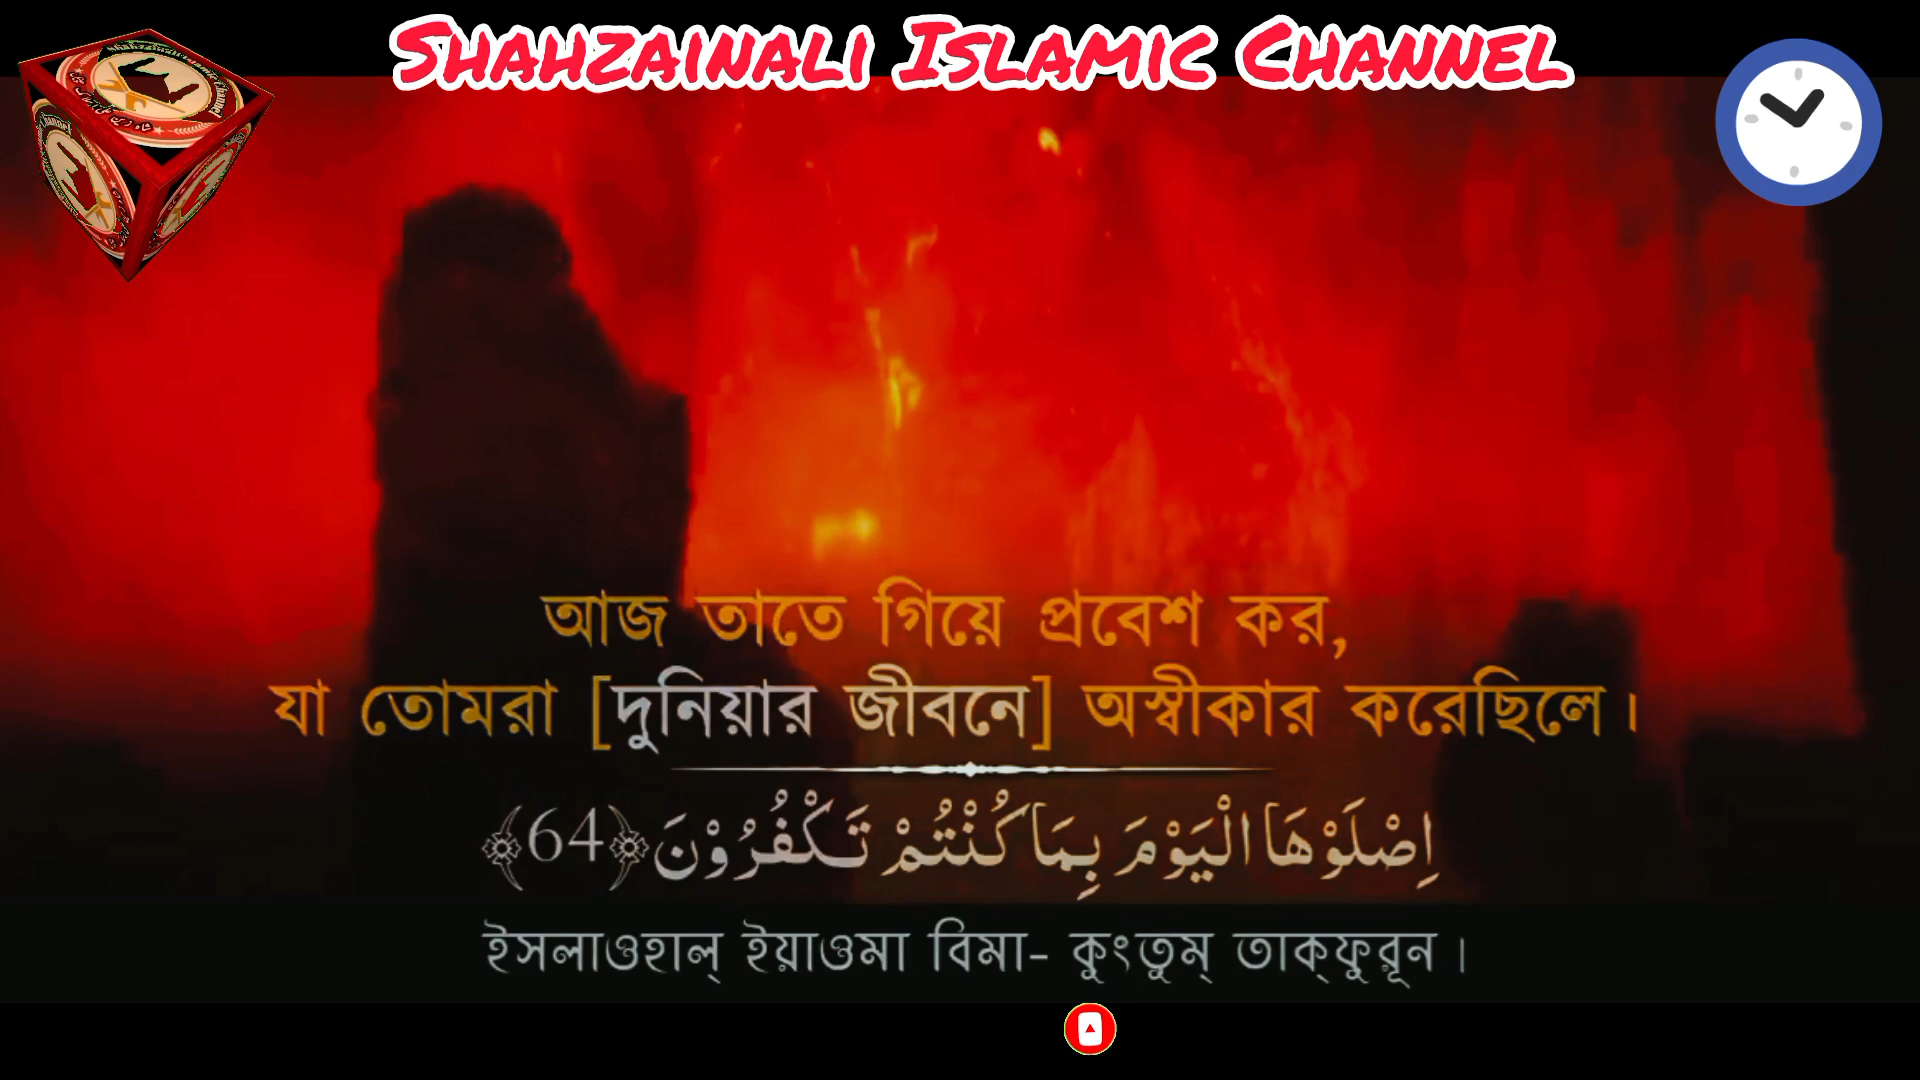 Shahzainali Islamic Channel
আজ তাতে গিয়ে প্রবেশ কর,
যা তোমরা [দুনিয়ার জীবনে] অস্বীকার করেছিলে।
اِصْلَوْهَا الْيَوْمَ بِمَا كُنْتُمْ تَكْفُرُوْنَ ﴿64﴾
ইসলাওহাল্ ইয়াওমা বিমা- কুংতুম্ তাক্ফুরূন।